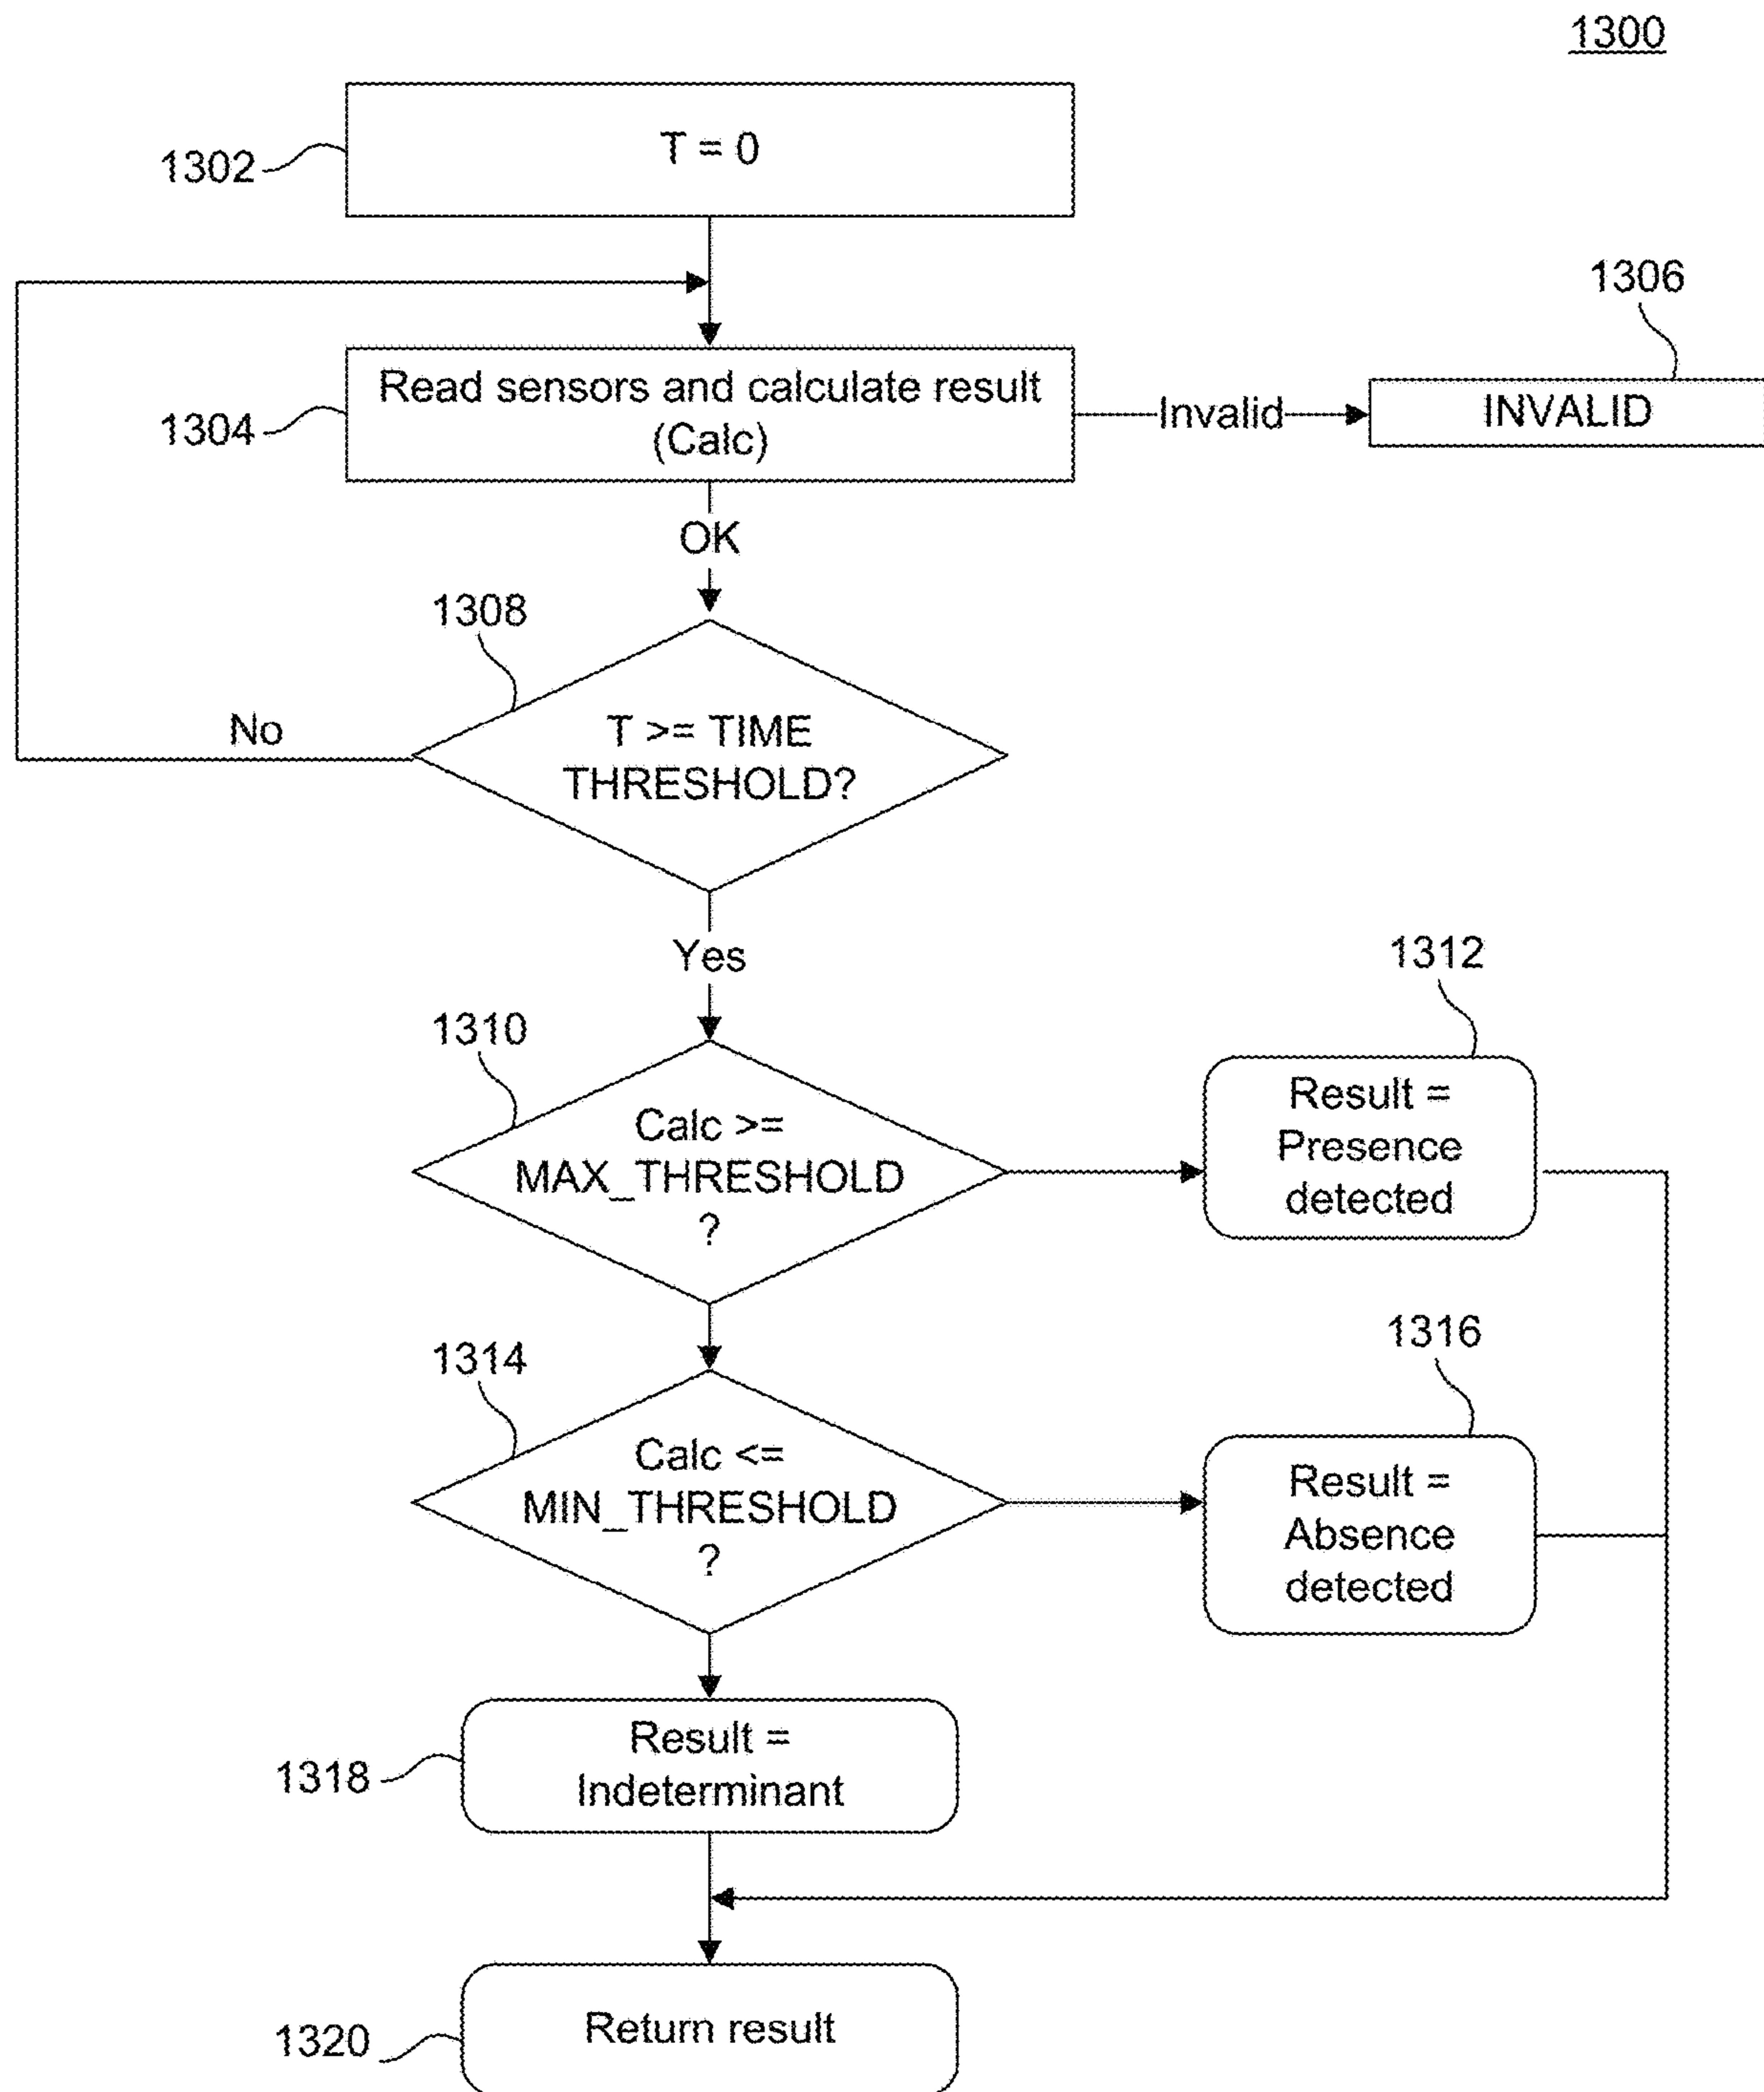 1300
T = 0
1302
1306
Read sensors and calculate result
(Calc)
1304
Invalid
INVALID
OK
1308
T >= TIME
THRESHOLD?
No
Yes
1312
1310
Result =
Presence
detected
Calc >=
MAX_THRESHOLD
?
1316
1314
Result =
Absence
detected
Calc <=
MIN_THRESHOLD
?
Result =
Indeterminant
1318
Return result
1320